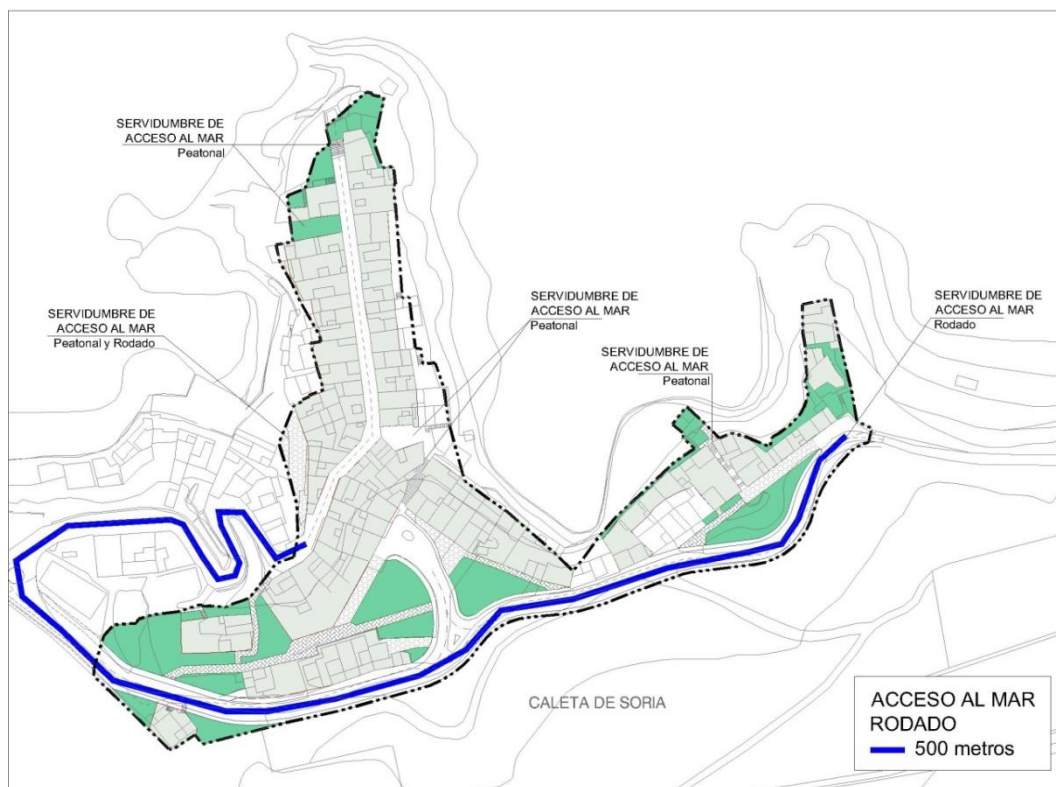 SERVIDUMBRE DE
ACCESO AL MAR
Peatonal
SERVIDUMBRE DE
ACCESO AL MAR
Peatonal y Rodado
SERVIDUMBRE DE
ACCESO AL MAR
Peatonal
SERVIDUMBRE DE
ACCESO AL MAR
Peatonal
SERVIDUMBRE DE
ACCESO AL MAR
Rodado
CALETA DE SORIA
ACCESO AL MAR
RODADO
500 metros